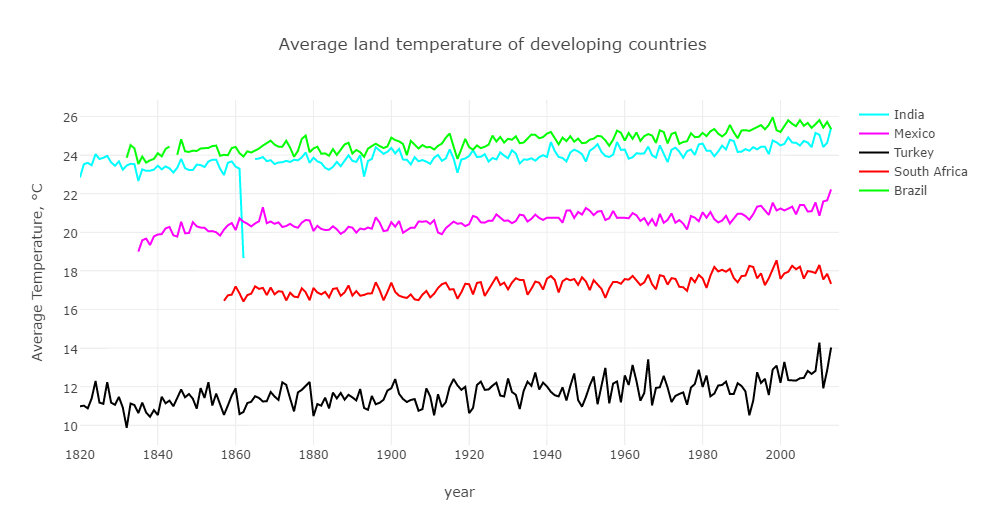 Average land temperature of developing countries
India
Mexico
Turkey
South Africa
Brazil
Average Temperature, °C
26
24
22
20
18
16
14
12
10
1820
1840
1860
1880
1900
1920
1940
1960
1980
2000
year